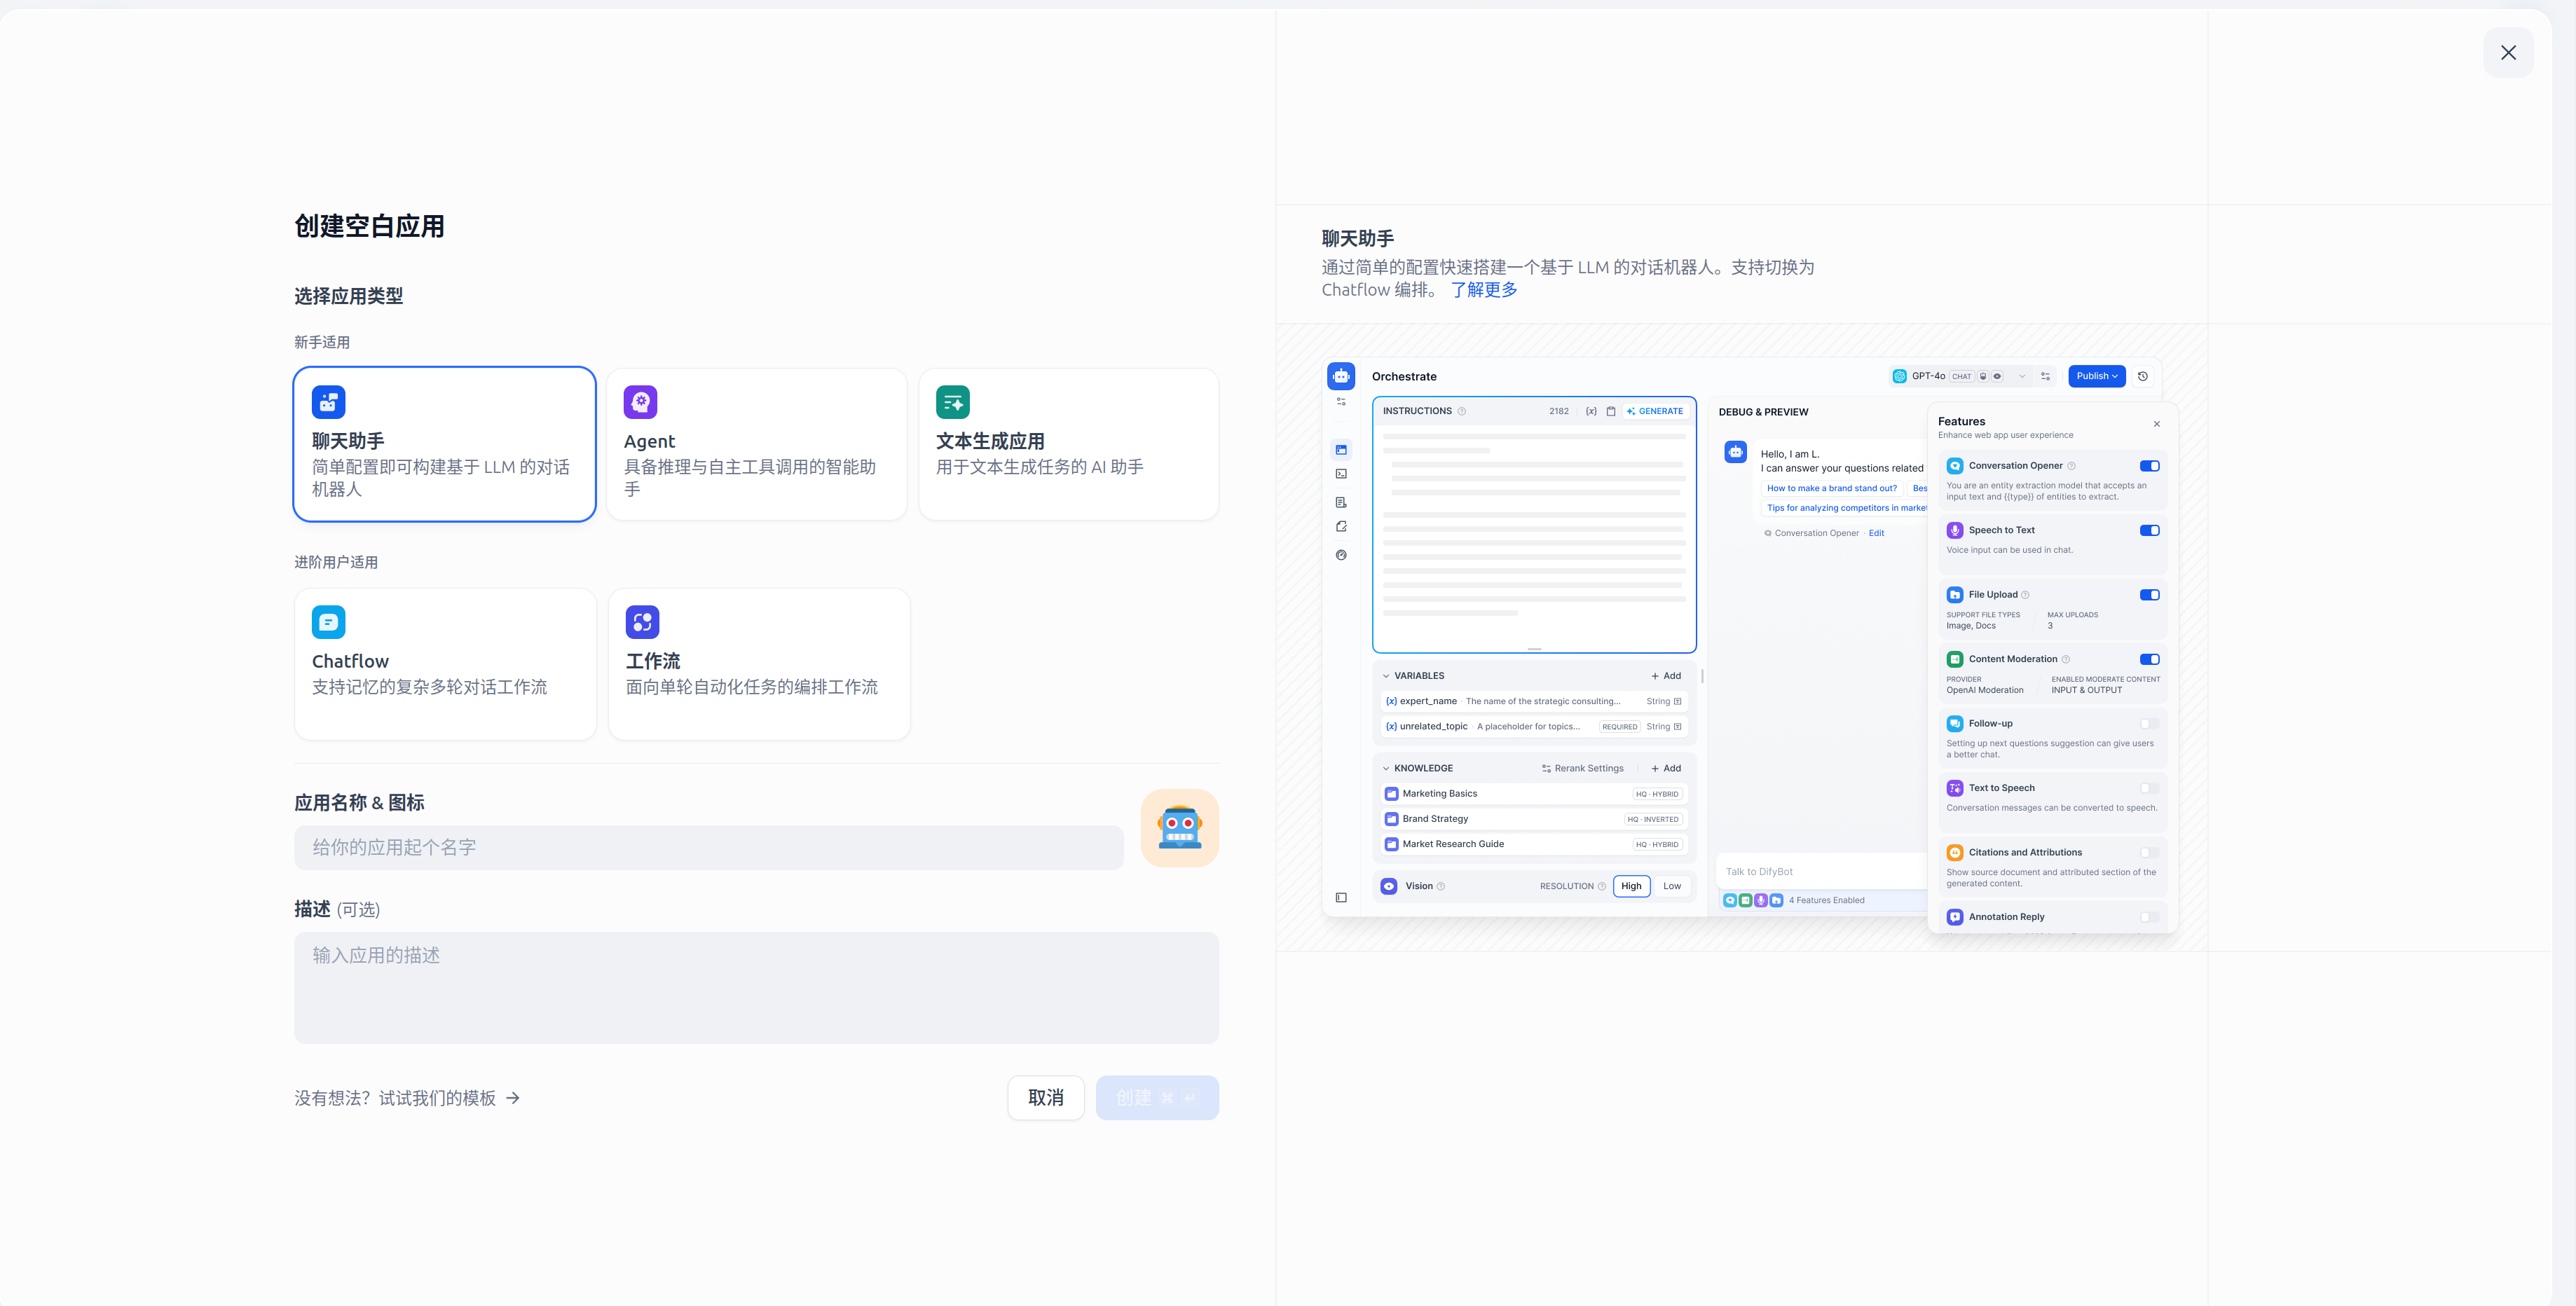 创建空白应用
选择应用类型
新手适用
聊天助手
简单配置即可构建基于 LLM 的对话
机器人
Agent
具备推理与自主工具调用的智能助
手
文本生成应用
用于文本生成任务的 AI 助手
进阶用户适用
Chatflow
支持记忆的复杂多轮对话工作流
工作流
面向单轮自动化任务的编排工作流
应用名称 & 图标
给你的应用起个名字
描述 (可选)
输入应用的描述
没有想法？试试我们的模板
取消
创建
聊天助手
通过简单的配置快速搭建一个基于 LLM 的对话机器人。支持切换为
Chatflow 编排。 了解更多
Orchestrate
GPT-4o CHAT
Publish
INSTRUCTIONS
2182
{x}
GENERATE
VARIABLES
Add
{x} expert_name · The name of the strategic consulting... String
{x} unrelated_topic · A placeholder for topics... REQUIRED String
KNOWLEDGE
Rerank Settings
Add
Marketing Basics HQ · HYBRID
Brand Strategy HQ · INVERTED
Market Research Guide HQ · HYBRID
Vision
RESOLUTION
High
Low
DEBUG & PREVIEW
Hello, I am L.
I can answer your questions related
How to make a brand stand out?
Bes
Tips for analyzing competitors in market
Conversation Opener · Edit
Talk to DifyBot
4 Features Enabled
Features
Enhance web app user experience
Conversation Opener
You are an entity extraction model that accepts an
input text and {{type}} of entities to extract.
Speech to Text
Voice input can be used in chat.
File Upload
SUPPORT FILE TYPES
Image, Docs
MAX UPLOADS
3
Content Moderation
PROVIDER
OpenAI Moderation
ENABLED MODERATE CONTENT
INPUT & OUTPUT
Follow-up
Setting up next questions suggestion can give users
a better chat.
Text to Speech
Conversation messages can be converted to speech.
Citations and Attributions
Show source document and attributed section of the
generated content.
Annotation Reply